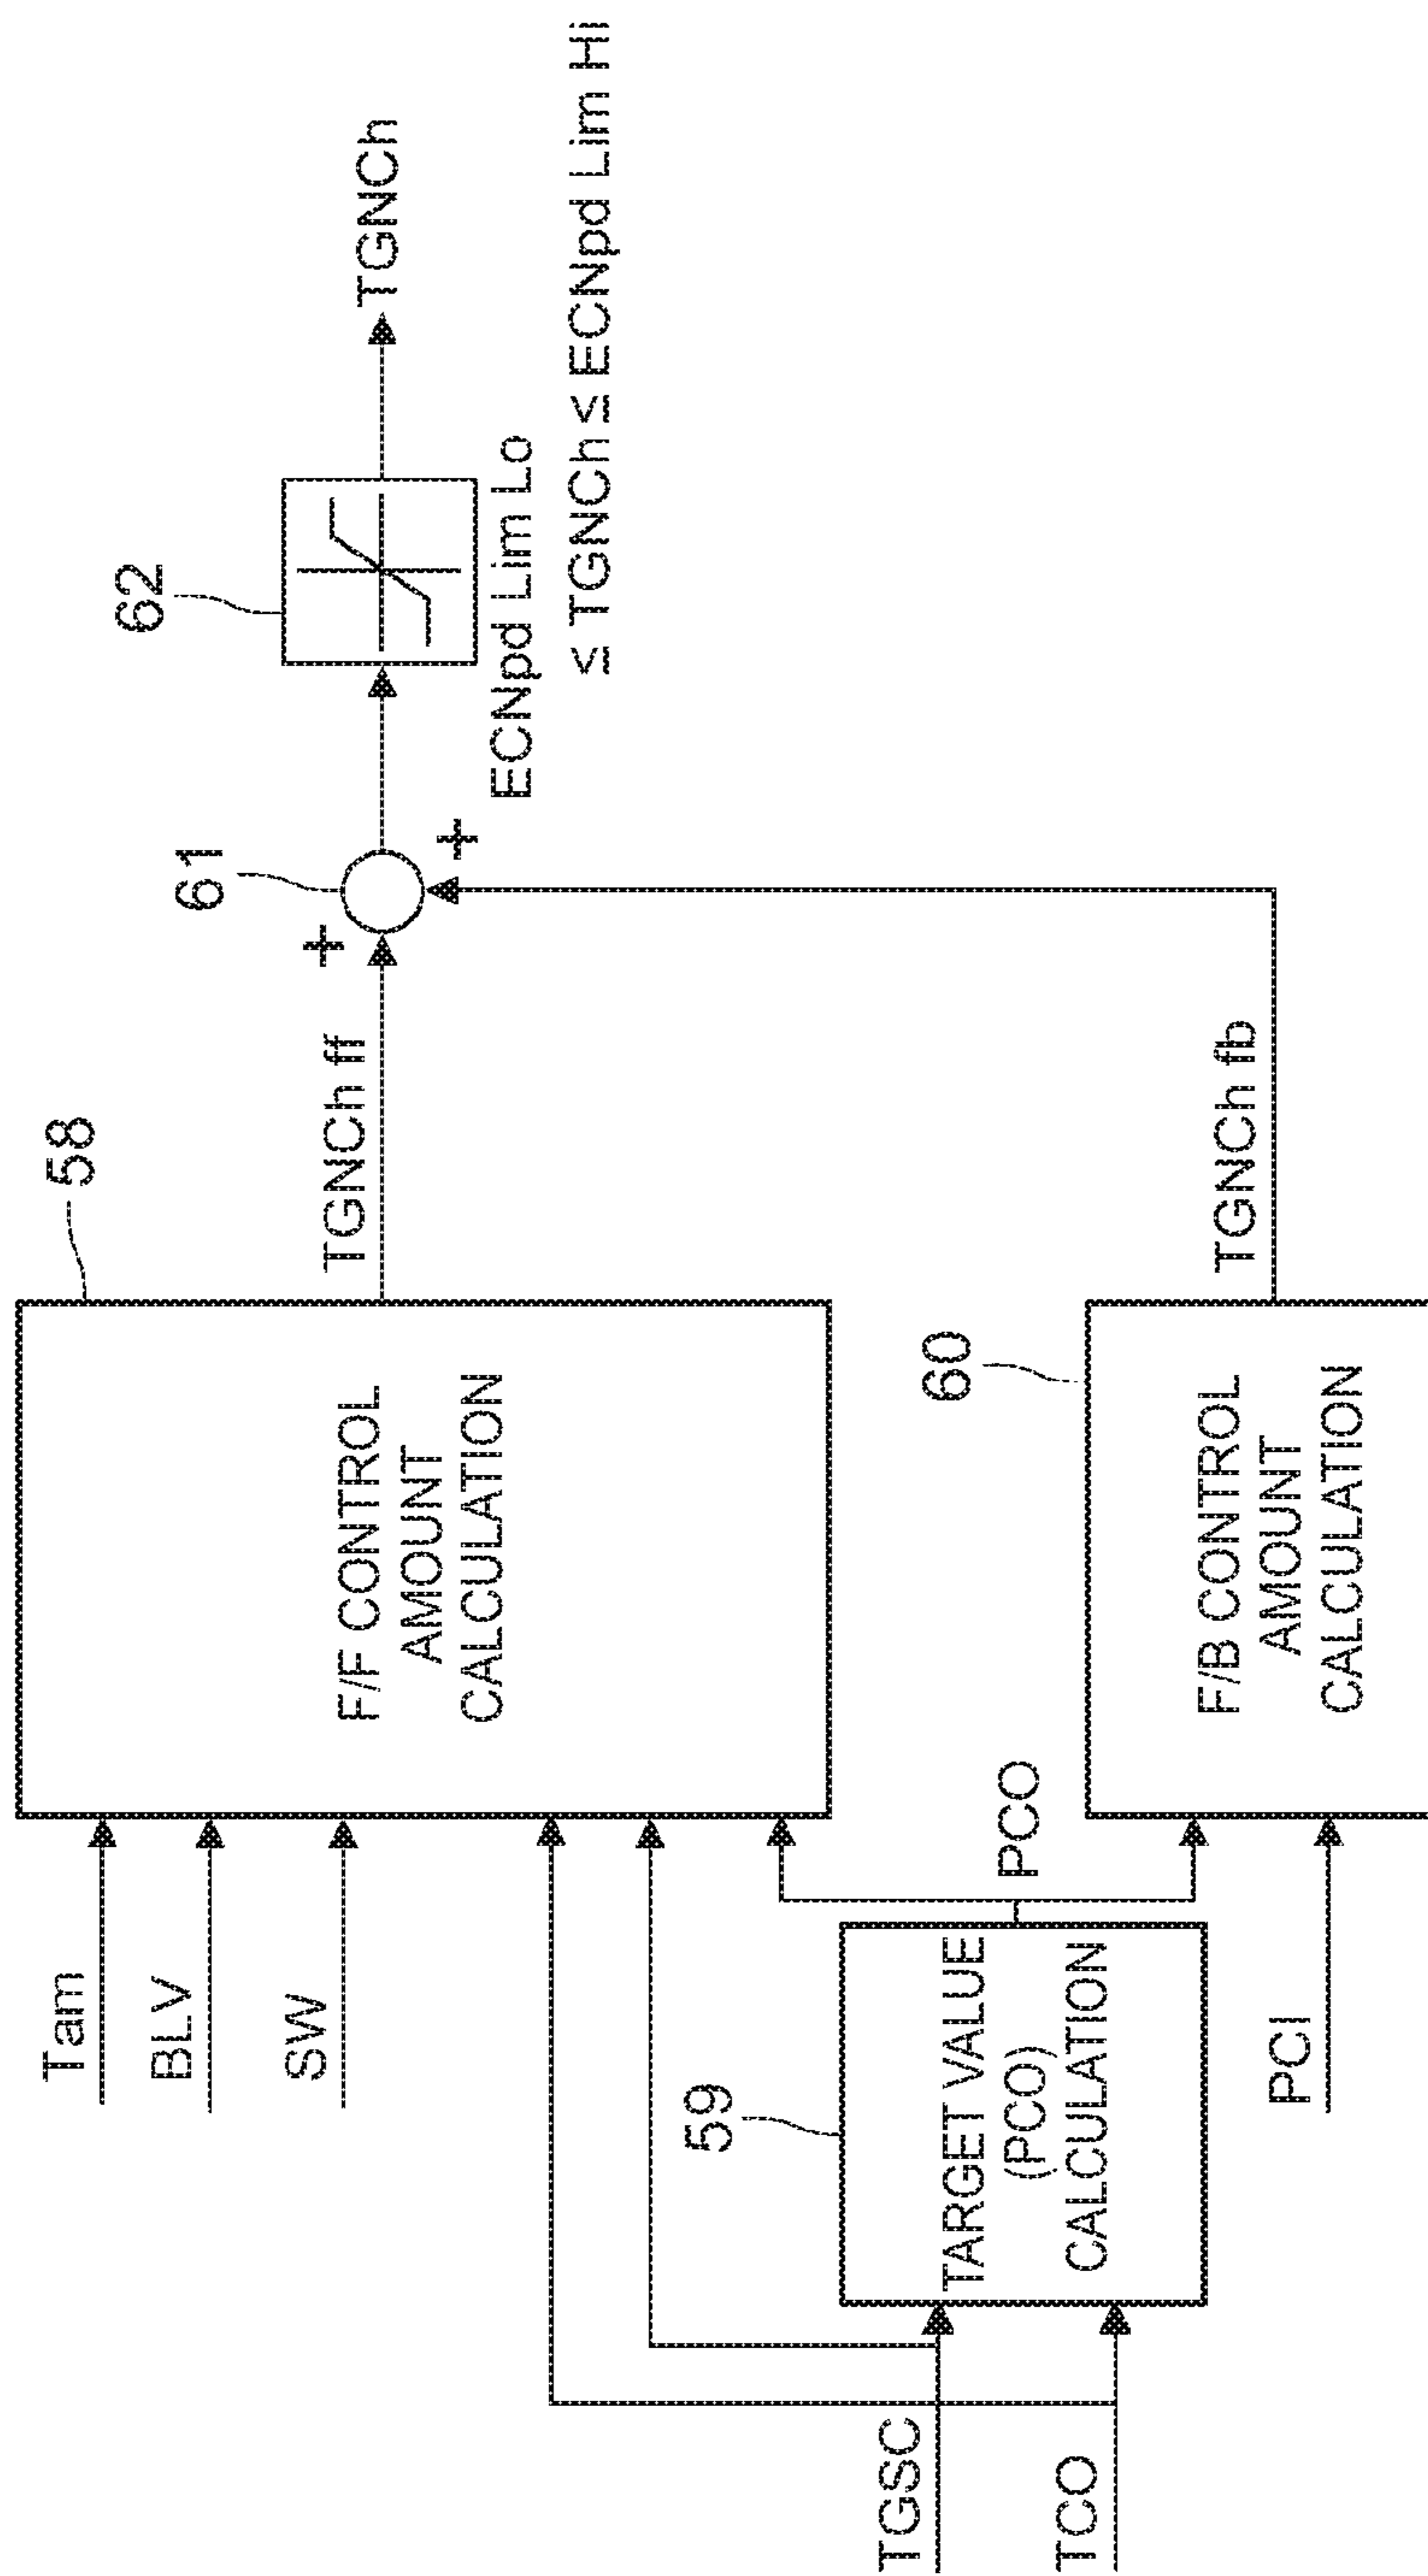 Tam
BLV
SW
58
F/F CONTROL
AMOUNT
CALCULATION
TGNCh ff
+
61
+
62
TGNCh
ECNpd Lim Lo
≤ TGNCh ≤ ECNpd Lim Hi
TGSC
TCO
59
TARGET VALUE
(PCO)
CALCULATION
PCO
PCI
60
F/B CONTROL
AMOUNT
CALCULATION
TGNCh fb